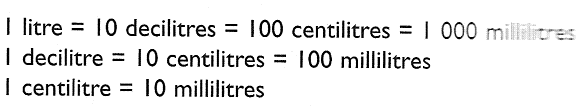 1 litre = 10 decilitres = 100 centilitres = 1 000 millilitres
1 decilitre = 10 centilitres = 100 millilitres
1 centilitre = 10 millilitres